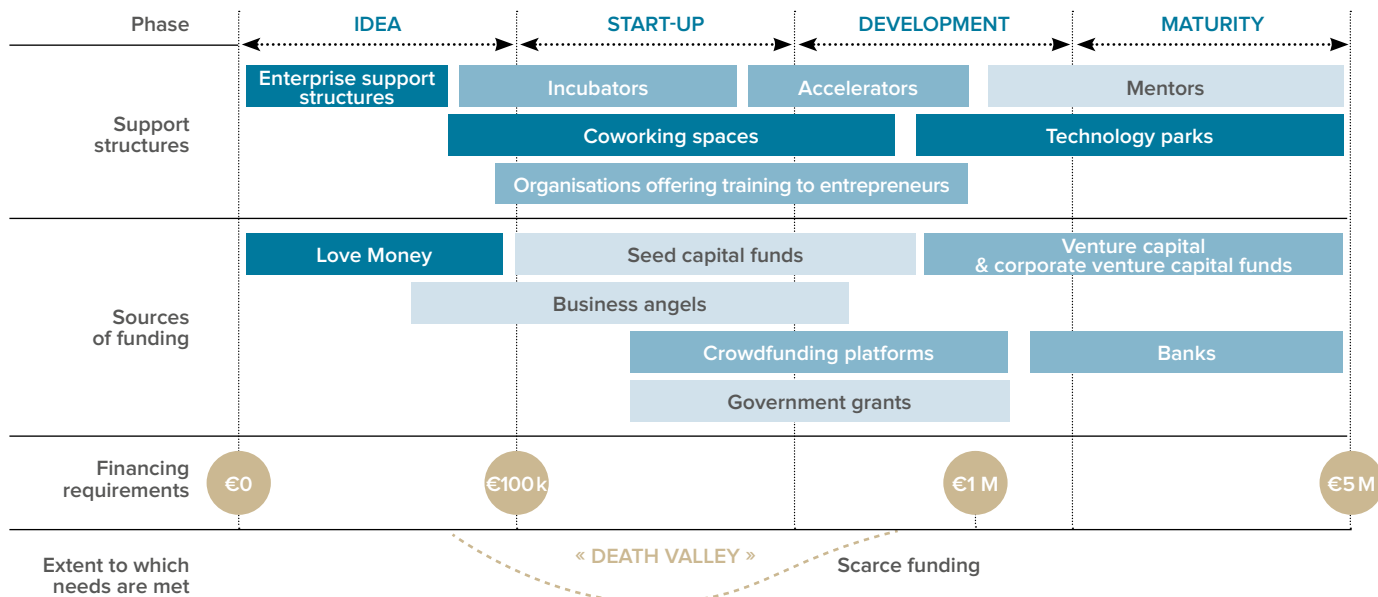 Phase
IDEA
START-UP
DEVELOPMENT
MATURITY
Support
structures
Enterprise support
structures
Incubators
Accelerators
Mentors
Coworking spaces
Technology parks
Organisations offering training to entrepreneurs
Sources
of funding
Love Money
Seed capital funds
Venture capital
& corporate venture capital funds
Business angels
Crowdfunding platforms
Banks
Government grants
Financing
requirements
€0
€100 k
€1 M
€5 M
Extent to which
needs are met
« DEATH VALLEY »
Scarce funding